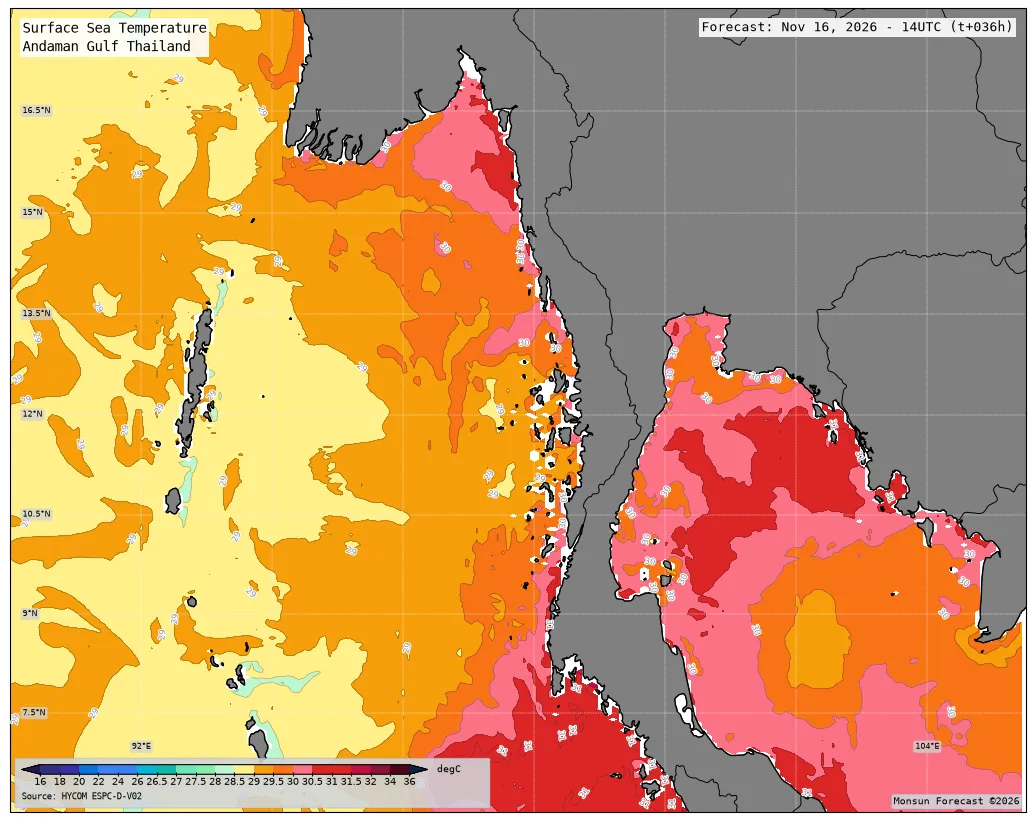 Surface Sea Temperature
Andaman Gulf Thailand
Forecast: Nov 16, 2026 - 14UTC (t+036h)
16.5°N
15°N
13.5°N
12°N
10.5°N
9°N
7.5°N
92°E
104°E
degC
16 18 20 22 24 26 26.5 27 27.5 28 28.5 29 29.5 30 30.5 31 31.5 32 34 36
Source: HYCOM ESPC-D-V02
Monsun Forecast ©2026